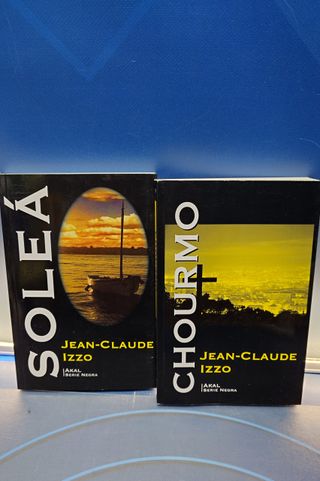 SOLEÁ
JEAN-CLAUDE
IZZO
AKAL
SERIE NEGRA
CHOURMO
JEAN-CLAUDE
IZZO
AKAL
SERIE NEGRA